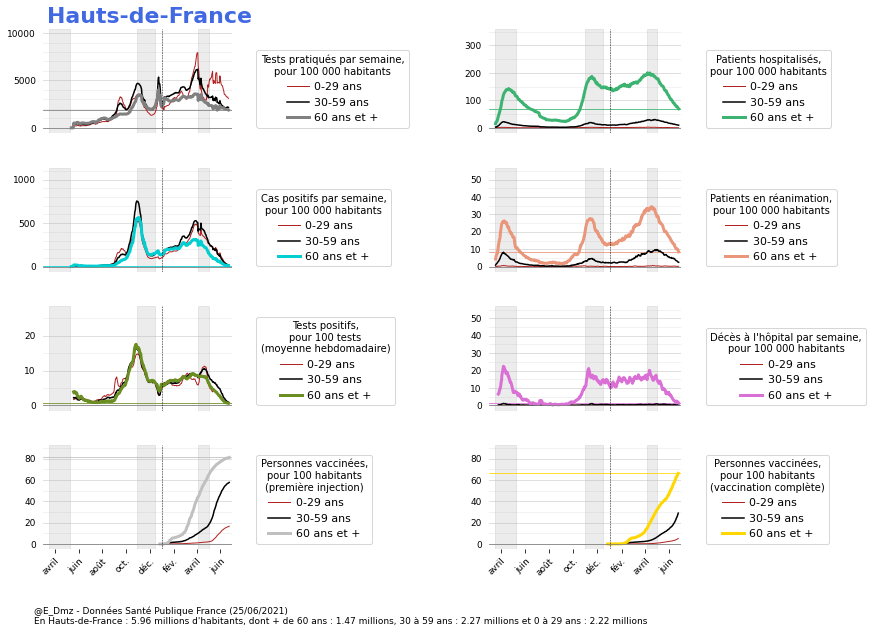 Hauts-de-France
10000
5000
0
Tests pratiqués par semaine,
pour 100 000 habitants
0-29 ans
30-59 ans
60 ans et +
300
200
100
0
Patients hospitalisés,
pour 100 000 habitants
0-29 ans
30-59 ans
60 ans et +
1000
500
0
Cas positifs par semaine,
pour 100 000 habitants
0-29 ans
30-59 ans
60 ans et +
50
40
30
20
10
0
Patients en réanimation,
pour 100 000 habitants
0-29 ans
30-59 ans
60 ans et +
20
10
0
Tests positifs,
pour 100 tests
(moyenne hebdomadaire)
0-29 ans
30-59 ans
60 ans et +
50
40
30
20
10
0
Décès à l'hôpital par semaine,
pour 100 000 habitants
0-29 ans
30-59 ans
60 ans et +
80
60
40
20
0
avril
juin
août
oct.
déc.
fév.
avril
juin
Personnes vaccinées,
pour 100 habitants
(première injection)
0-29 ans
30-59 ans
60 ans et +
80
60
40
20
0
avril
juin
août
oct.
déc.
fév.
avril
juin
Personnes vaccinées,
pour 100 habitants
(vaccination complète)
0-29 ans
30-59 ans
60 ans et +
@E_Dmz - Données Santé Publique France (25/06/2021)
En Hauts-de-France : 5.96 millions d'habitants, dont + de 60 ans : 1.47 millions, 30 à 59 ans : 2.27 millions et 0 à 29 ans : 2.22 millions